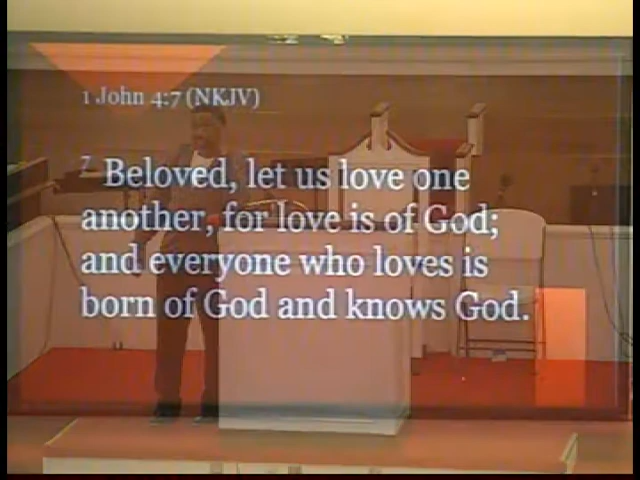 1 John 4:7 (NKJV)
7 Beloved, let us love one
another, for love is of God;
and everyone who loves is
born of God and knows God.